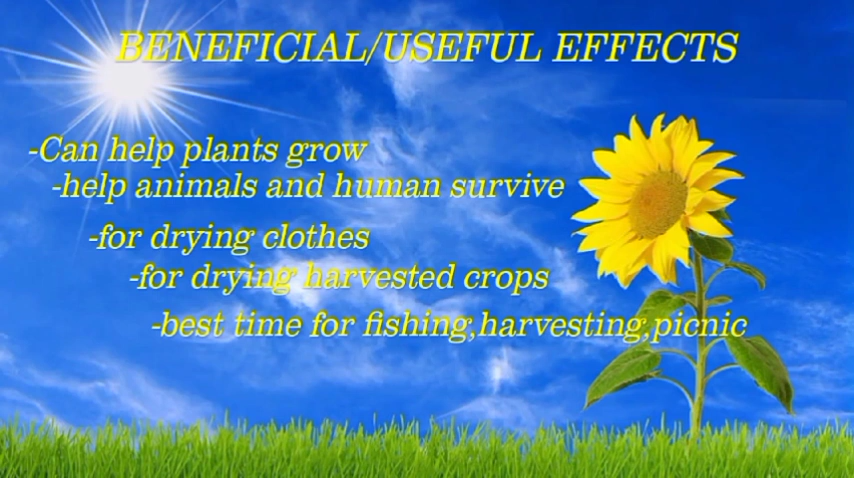 BENEFICIAL/USEFUL EFFECTS
-Can help plants grow
-help animals and human survive
-for drying clothes
-for drying harvested crops
-best time for fishing,harvesting,picnic